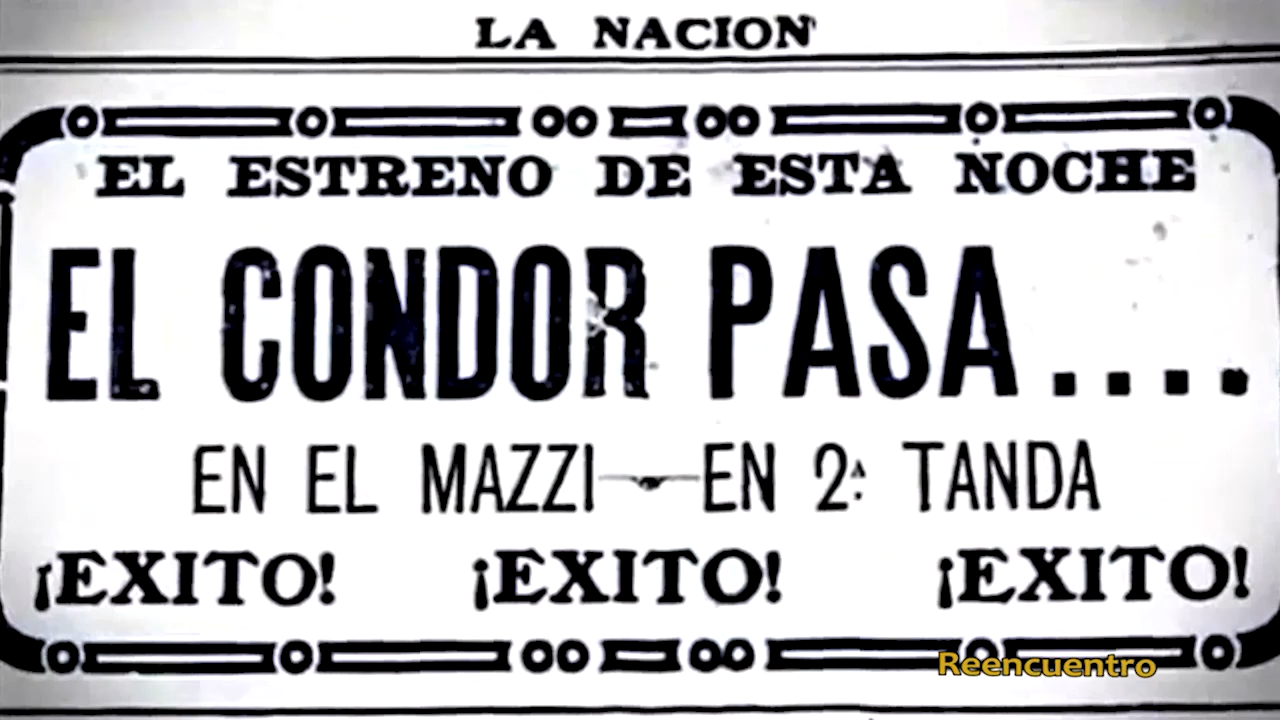 LA NACION
EL ESTRENO DE ESTA NOCHE
EL CONDOR PASA....
EN EL MAZZI—EN 2ª TANDA
¡EXITO! ¡EXITO! ¡EXITO!
Reencuentro